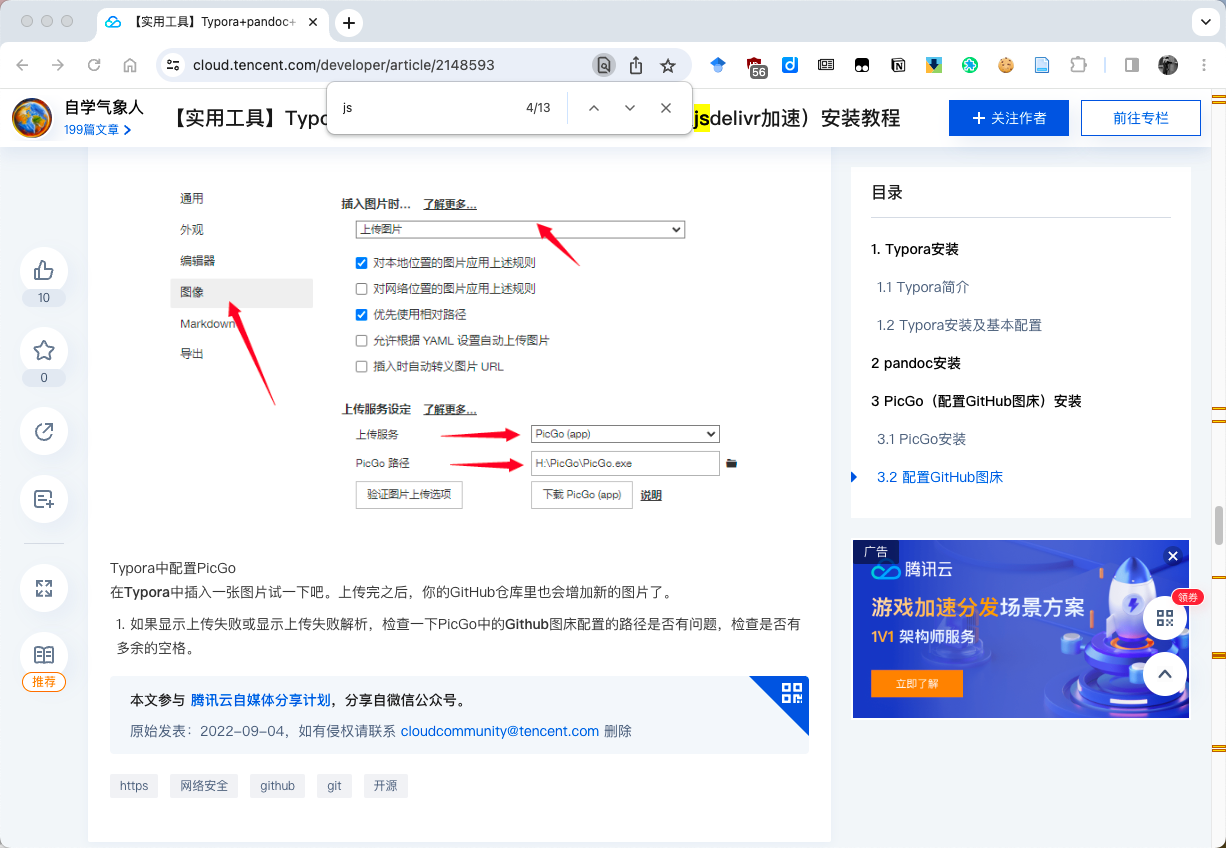 【实用工具】Typora+pandoc+
cloud.tencent.com/developer/article/2148593
56
js
4/13
自学气象人
199篇文章
【实用工具】Typo
jsdelivr加速）安装教程
+ 关注作者
前往专栏
通用
外观
编辑器
图像
Markdown
导出
插入图片时... 了解更多...
上传图片
对本地位置的图片应用上述规则
对网络位置的图片应用上述规则
优先使用相对路径
允许根据 YAML 设置自动上传图片
插入时自动转义图片 URL
上传服务设定 了解更多...
上传服务 PicGo (app)
PicGo 路径 H:\PicGo\PicGo.exe
验证图片上传选项 下载 PicGo (app) 说明
10
0
推荐
Typora中配置PicGo
在Typora中插入一张图片试一下吧。上传完之后，你的GitHub仓库里也会增加新的图片了。
1. 如果显示上传失败或显示上传失败解析，检查一下PicGo中的Github图床配置的路径是否有问题，检查是否有
多余的空格。
本文参与 腾讯云自媒体分享计划，分享自微信公众号。
原始发表：2022-09-04，如有侵权请联系 cloudcommunity@tencent.com 删除
https
网络安全
github
git
开源
目录
1. Typora安装
1.1 Typora简介
1.2 Typora安装及基本配置
2 pandoc安装
3 PicGo（配置GitHub图床）安装
3.1 PicGo安装
3.2 配置GitHub图床
广告
腾讯云
游戏加速分发场景方案
1V1 架构师服务
立即了解
领券